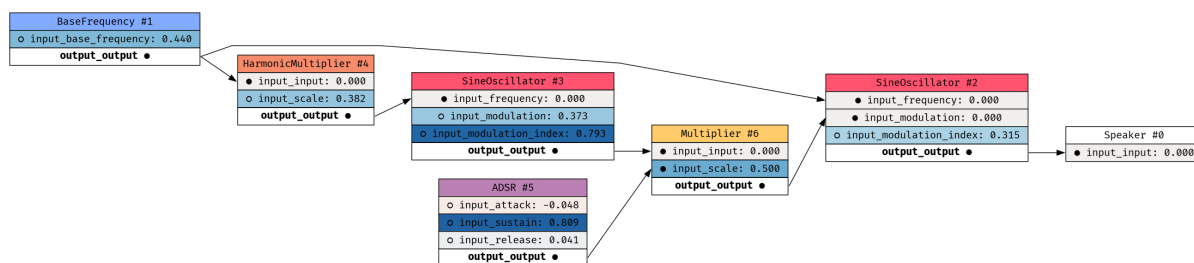 BaseFrequency #1
○ input_base_frequency: 0.440
output_output ●
HarmonicMultiplier #4
● input_input: 0.000
○ input_scale: 0.382
output_output ●
SineOscillator #3
● input_frequency: 0.000
○ input_modulation: 0.373
○ input_modulation_index: 0.793
output_output ●
ADSR #5
○ input_attack: -0.048
○ input_sustain: 0.809
○ input_release: 0.041
output_output ●
Multiplier #6
● input_input: 0.000
● input_scale: 0.500
output_output ●
SineOscillator #2
● input_frequency: 0.000
● input_modulation: 0.000
○ input_modulation_index: 0.315
output_output ●
Speaker #0
● input_input: 0.000